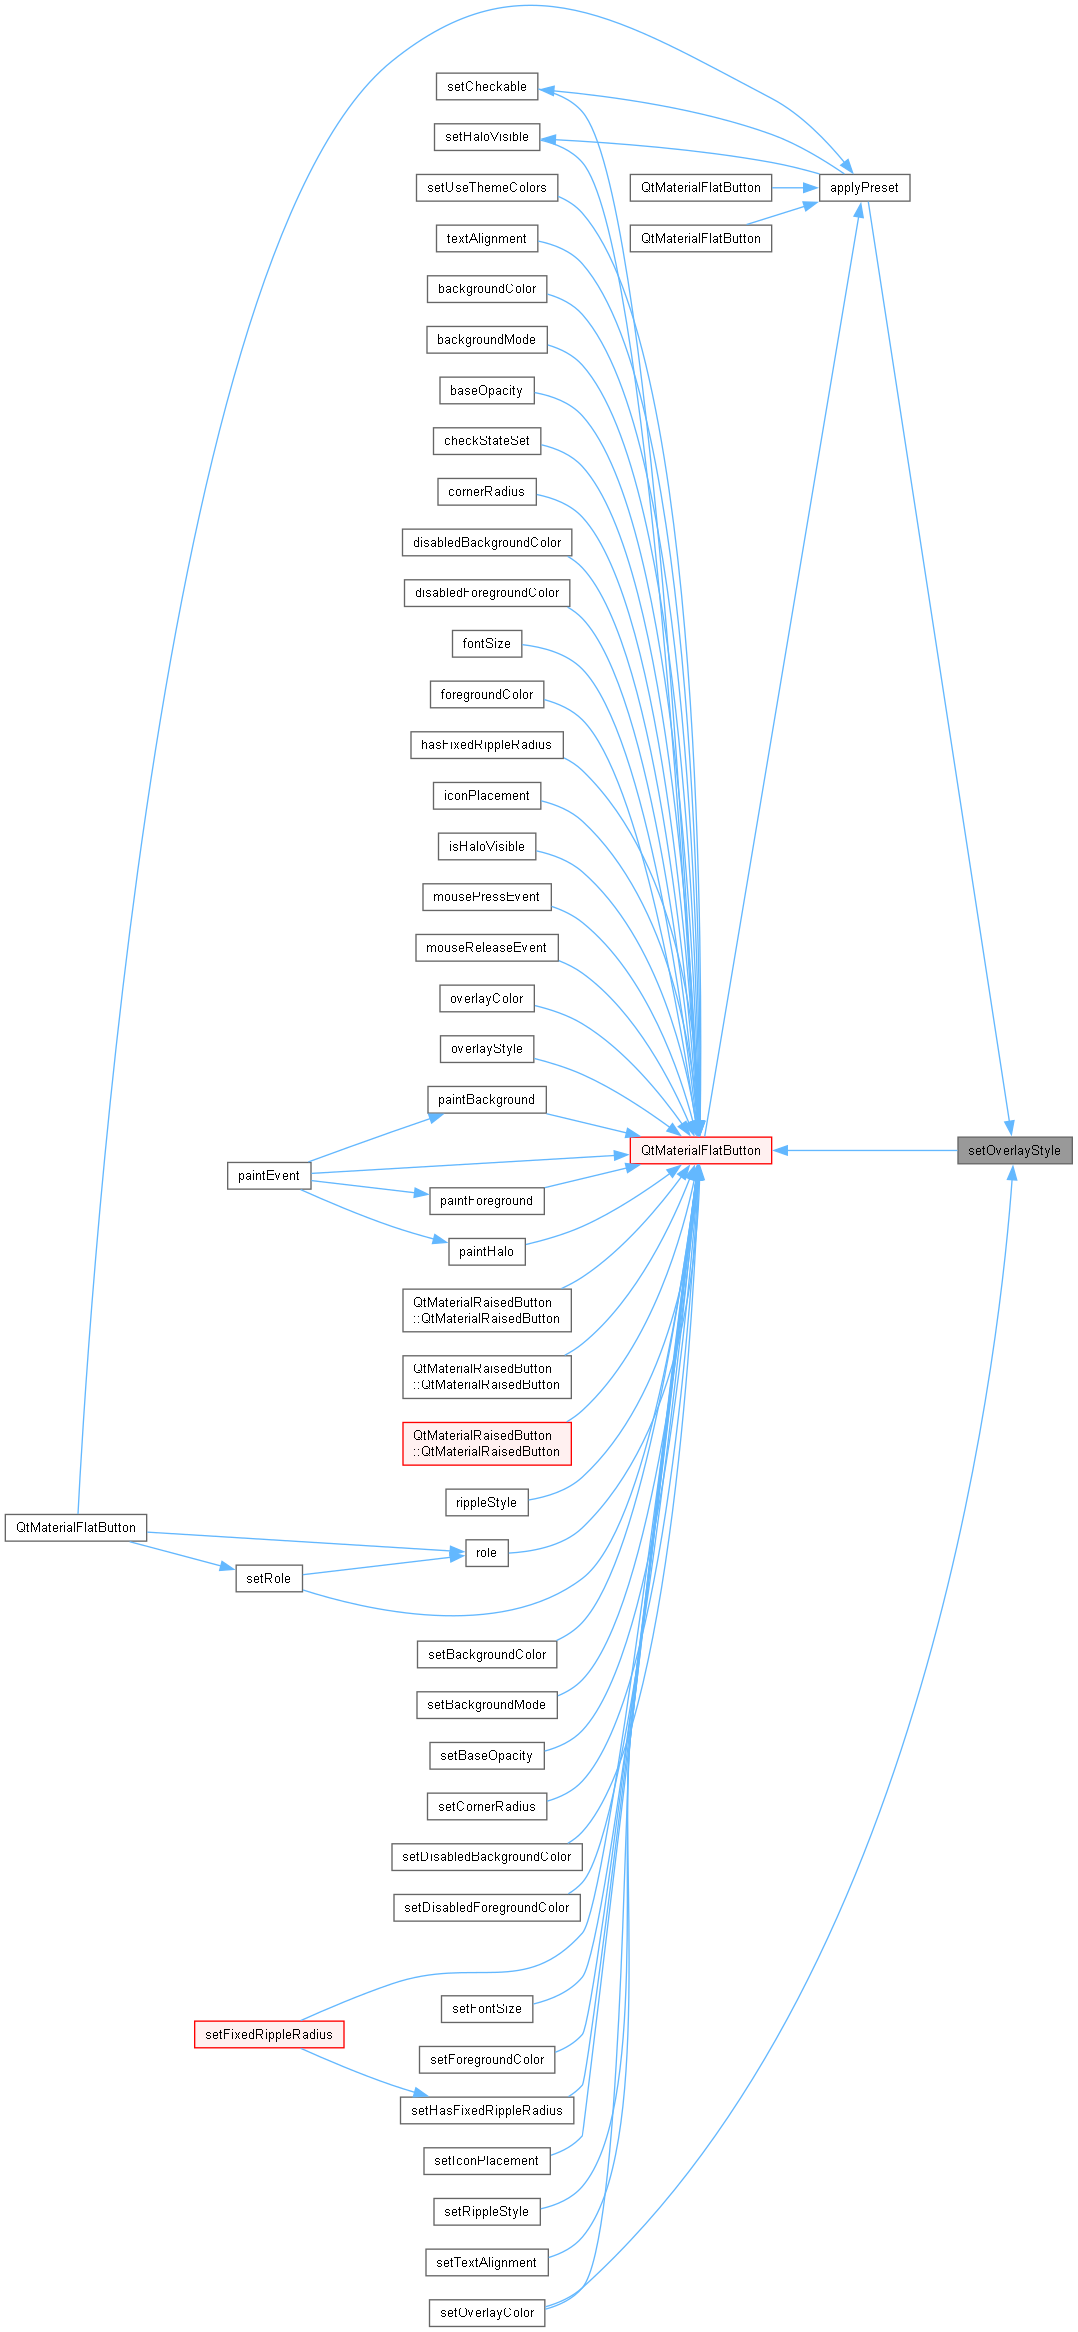 setCheckable
setHaloVisible
setUseThemeColors
QtMaterialFlatButton
applyPreset
textAlignment
QtMaterialFlatButton
backgroundColor
backgroundMode
baseOpacity
checkStateSet
cornerRadius
disabledBackgroundColor
disabledForegroundColor
fontSize
foregroundColor
hasFixedRippleRadius
iconPlacement
isHaloVisible
mousePressEvent
mouseReleaseEvent
overlayColor
overlayStyle
paintBackground
QtMaterialFlatButton
setOverlayStyle
paintEvent
paintForeground
paintHalo
QtMaterialRaisedButton
::QtMaterialRaisedButton
QtMaterialRaisedButton
::QtMaterialRaisedButton
QtMaterialRaisedButton
::QtMaterialRaisedButton
rippleStyle
QtMaterialFlatButton
role
setRole
setBackgroundColor
setBackgroundMode
setBaseOpacity
setCornerRadius
setDisabledBackgroundColor
setDisabledForegroundColor
setFontSize
setFixedRippleRadius
setForegroundColor
setHasFixedRippleRadius
setIconPlacement
setRippleStyle
setTextAlignment
setOverlayColor